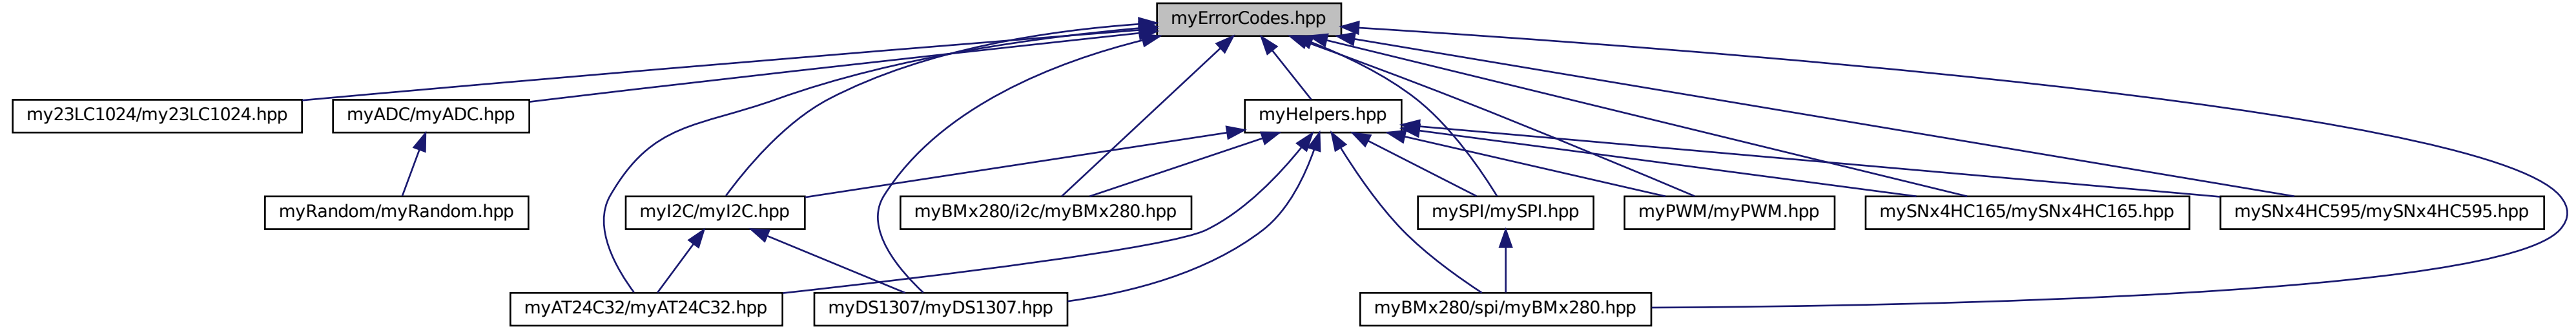 myErrorCodes.hpp
my23LC1024/my23LC1024.hpp
myADC/myADC.hpp
myHelpers.hpp
myRandom/myRandom.hpp
myI2C/myI2C.hpp
myBMx280/i2c/myBMx280.hpp
mySPI/mySPI.hpp
myPWM/myPWM.hpp
mySNx4HC165/mySNx4HC165.hpp
mySNx4HC595/mySNx4HC595.hpp
myAT24C32/myAT24C32.hpp
myDS1307/myDS1307.hpp
myBMx280/spi/myBMx280.hpp